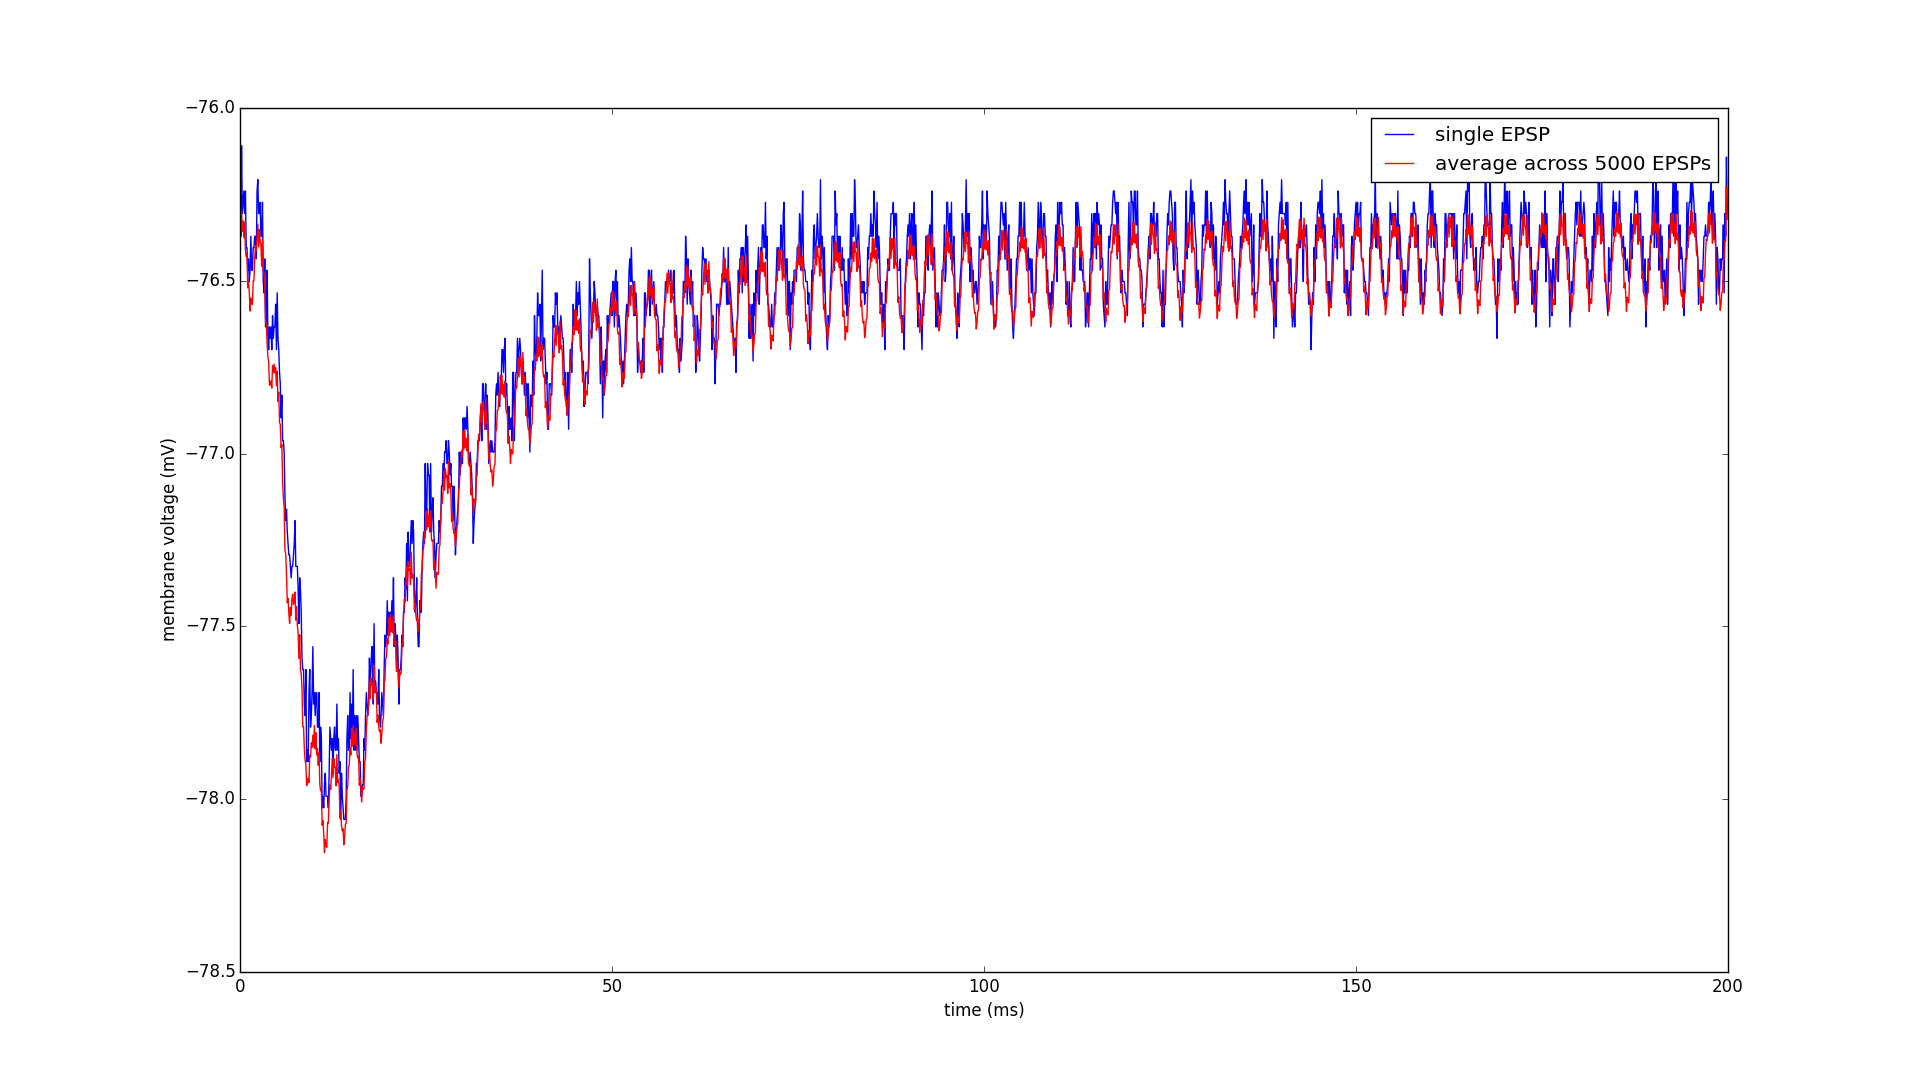 −76.0
−76.5
−77.0
−77.5
−78.0
−78.5
membrane voltage (mV)
single EPSP
average across 5000 EPSPs
0
50
100
150
200
time (ms)